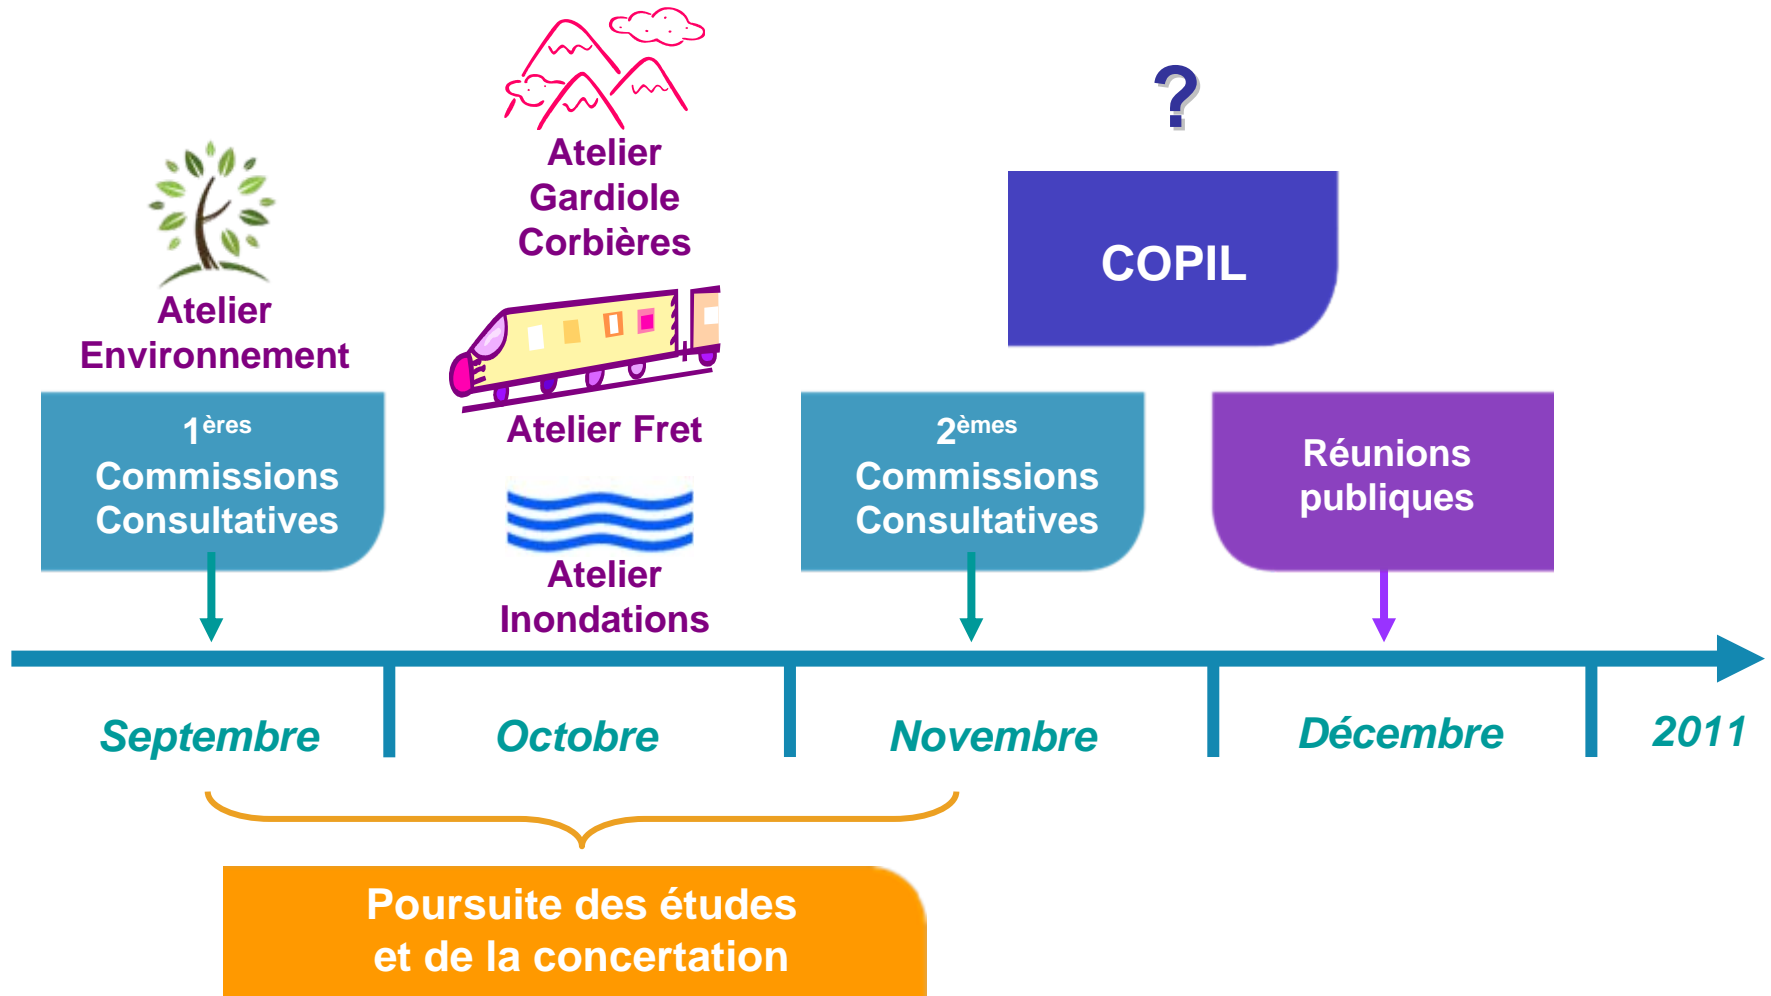 Atelier
Environnement
1ères
Commissions
Consultatives
Atelier
Gardiole
Corbières
Atelier Fret
Atelier
Inondations
?
COPIL
2èmes
Commissions
Consultatives
Réunions
publiques
Septembre
Octobre
Novembre
Décembre
2011
Poursuite des études
et de la concertation